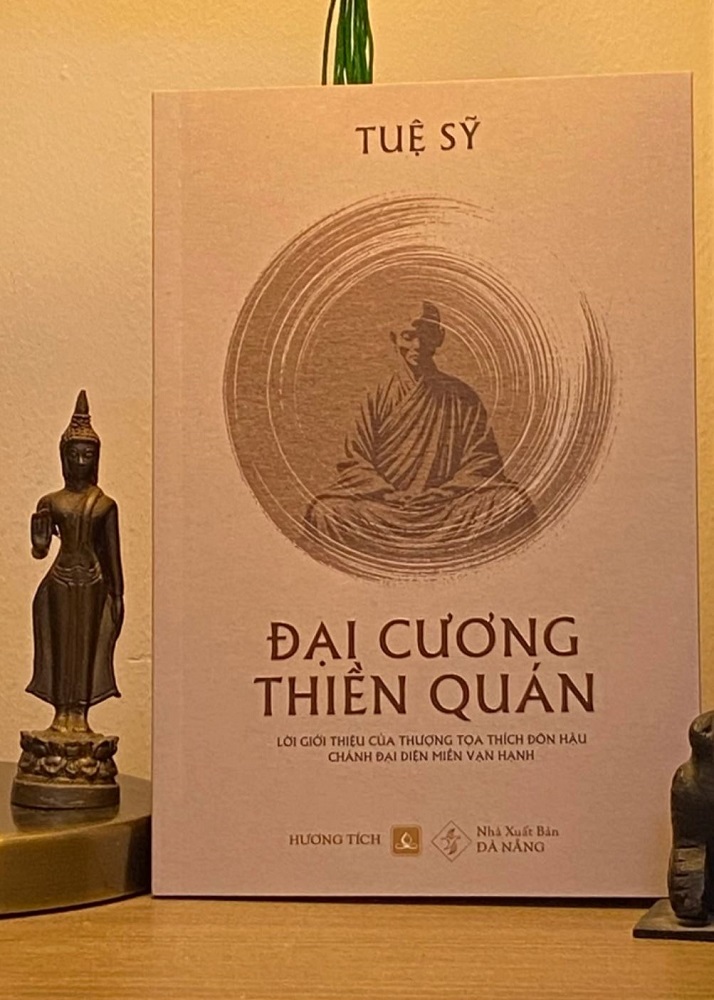 TUỆ SỸ
ĐẠI CƯƠNG
THIỀN QUÁN
LỜI GIỚI THIỆU CỦA THƯỢNG TỌA THÍCH ĐÔN HẬU
CHÁNH ĐẠI DIỆN MIỀN VẠN HẠNH
HƯƠNG TÍCH
Nhà Xuất Bản
ĐÀ NẴNG